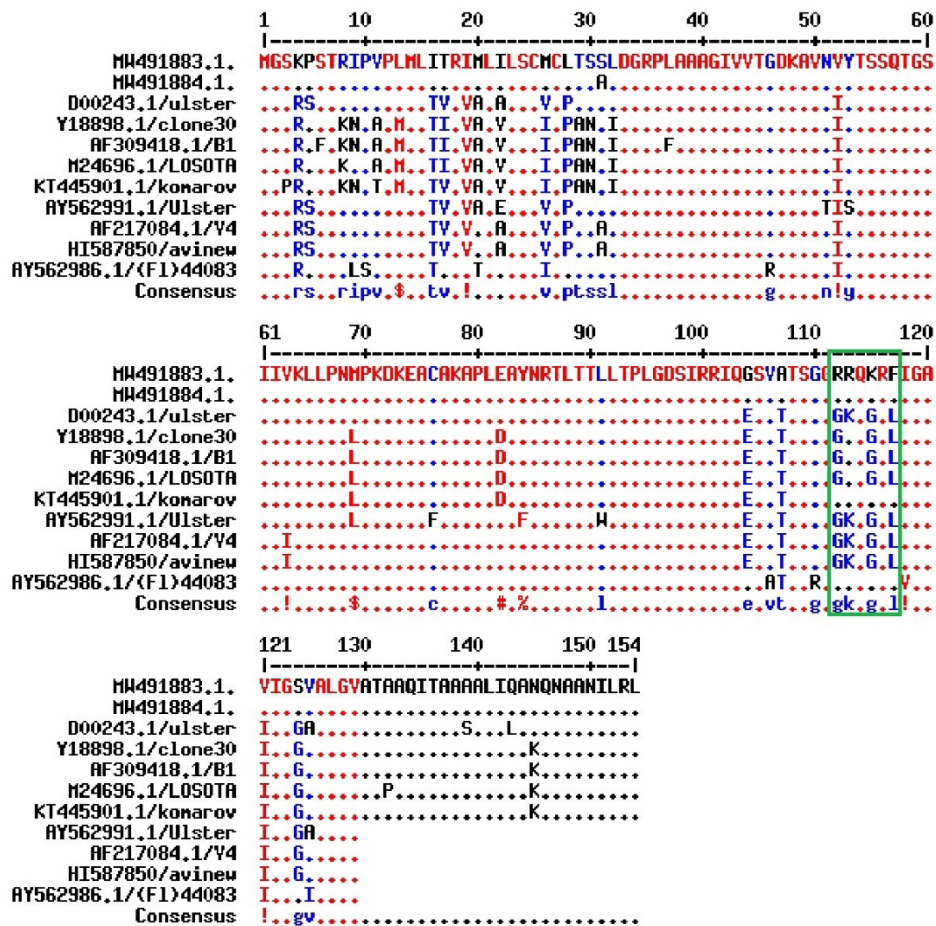 1 10 20 30 40 50 60
|--------+---------+---------+---------+---------+---------|
MW491883.1. MGSKPSTRIPVPLMLITRIMLILSCMCLTSSLDGRPLAAAGIVVTGDKAVNVYTSSQTGS
MW491884.1. ..............................A.............................
D00243.1/ulster ...RS..........TV.VA.A...V.P.......................I........
Y18898.1/clone30 ...R...KN.A.M..TI.VA.V...I.PAN.I...................I........
AF309418.1/B1 ...R.F.KN.A.M..TI.VA.V...I.PAN.I....F..............I........
M24696.1/LOSOTA ...R...K..A.M..TI.VA.V...I.PAN.I...................I........
KT445901.1/komarov ..PR...KN.T.M..TV.VA.V...I.PAN.I...................I........
AY562991.1/Ulster ...RS..........TV.VA.E...V.P......................TIS.......
AF217084.1/V4 ...RS..........TV.V..A...V.P..A....................I........
HI587850/avinew ...RS..........TV.V..A...V.P..A....................I........
AY562986.1/(Fl)44083 ...R....LS.....T...T.....I...................R.....I........
Consensus ...rs..ripv.$..tv.!......v.ptssl.............g....n!y.......
61 70 80 90 100 110 120
|--------+---------+---------+---------+---------+---------|
MW491883.1. IIVKLLPNMPKDKEACAKAPLEAYNRTLTTLLTPLGDSIRRIQGSVATSGGRRQKRFIGA
MW491884.1. ............................................................
D00243.1/ulster ...........................................E..T....GK.G.L...
Y18898.1/clone30 ........L............D.....................E..T....G..G.L...
AF309418.1/B1 ........L............D.....................E..T....G..G.L...
M24696.1/LOSOTA ........L............D.....................E..T....G..G.L...
KT445901.1/komarov ........L............D.....................E..T.............
AY562991.1/Ulster ........L......F.......F......W............E..T....GK.G.L...
AF217084.1/V4 ..I........................................E..T....GK.G.L...
HI587850/avinew ..I........................................E..T....GK.G.L...
AY562986.1/(Fl)44083 .............................................AT..R.......V..
Consensus ..!.....$......c.....#.%......l............e.vt..g.gk.g.l!..
121 130 140 150 154
|--------+---------+---------+---|
MW491883.1. VIGSVALGVATAAQITAAAALIQANQNAANILRL
MW491884.1. ..................................
D00243.1/ulster I..GA.............S...L...........
Y18898.1/clone30 I..G....................K.........
AF309418.1/B1 I..G....................K.........
M24696.1/LOSOTA I..G.......P............K.........
KT445901.1/komarov I..G....................K.........
AY562991.1/Ulster I..GA....
AF217084.1/V4 I..G.....
HI587850/avinew I..G.....
AY562986.1/(Fl)44083 I...I....
Consensus !..gv.............................